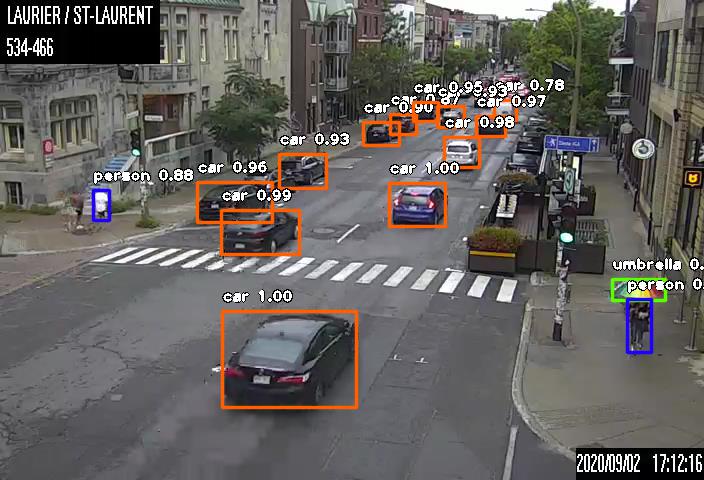 LAURIER / ST-LAURENT
534-466
car 0.78
car 0.97
car 0.98
car 0.93
person 0.88
car 0.96
car 1.00
car 0.99
umbrella 0.
person 0.
car 1.00
2020/09/02 17:12:16